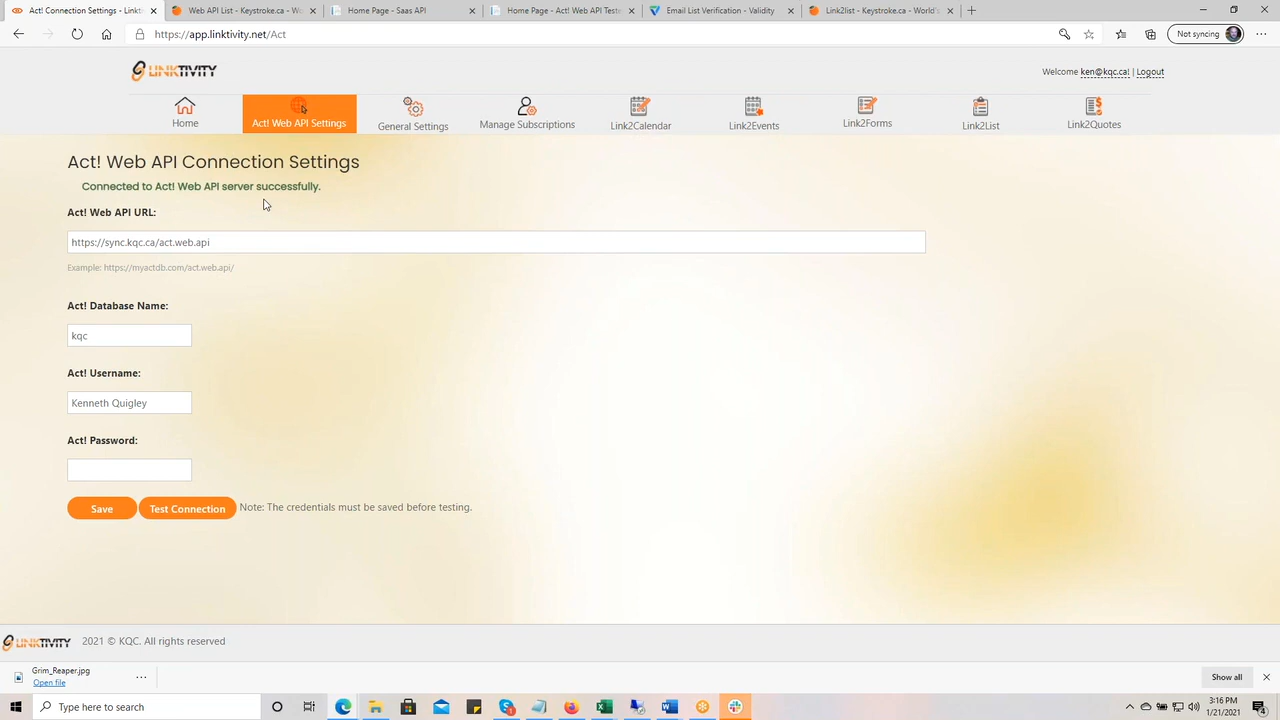 Act! Connection Settings - Linkt
Web API List - Keystroke.ca - Wo
Home Page - Saas API
Home Page - Act! Web API Teste
Email List Verification - Validity
Link2list - Keystroke.ca - World's
https://app.linktivity.net/Act
Not syncing
LINKTIVITY
Welcome ken@kqc.ca! | Logout
Home
Act! Web API Settings
General Settings
Manage Subscriptions
Link2Calendar
Link2Events
Link2Forms
Link2List
Link2Quotes
Act! Web API Connection Settings
Connected to Act! Web API server successfully.
Act! Web API URL:
https://sync.kqc.ca/act.web.api
Example: https://myactdb.com/act.web.api/
Act! Database Name:
kqc
Act! Username:
Kenneth Quigley
Act! Password:
Save
Test Connection
Note: The credentials must be saved before testing.
LINKTIVITY
2021 © KQC. All rights reserved
Grim_Reaper.jpg
Open file
Show all
Type here to search
3:16 PM
1/21/2021